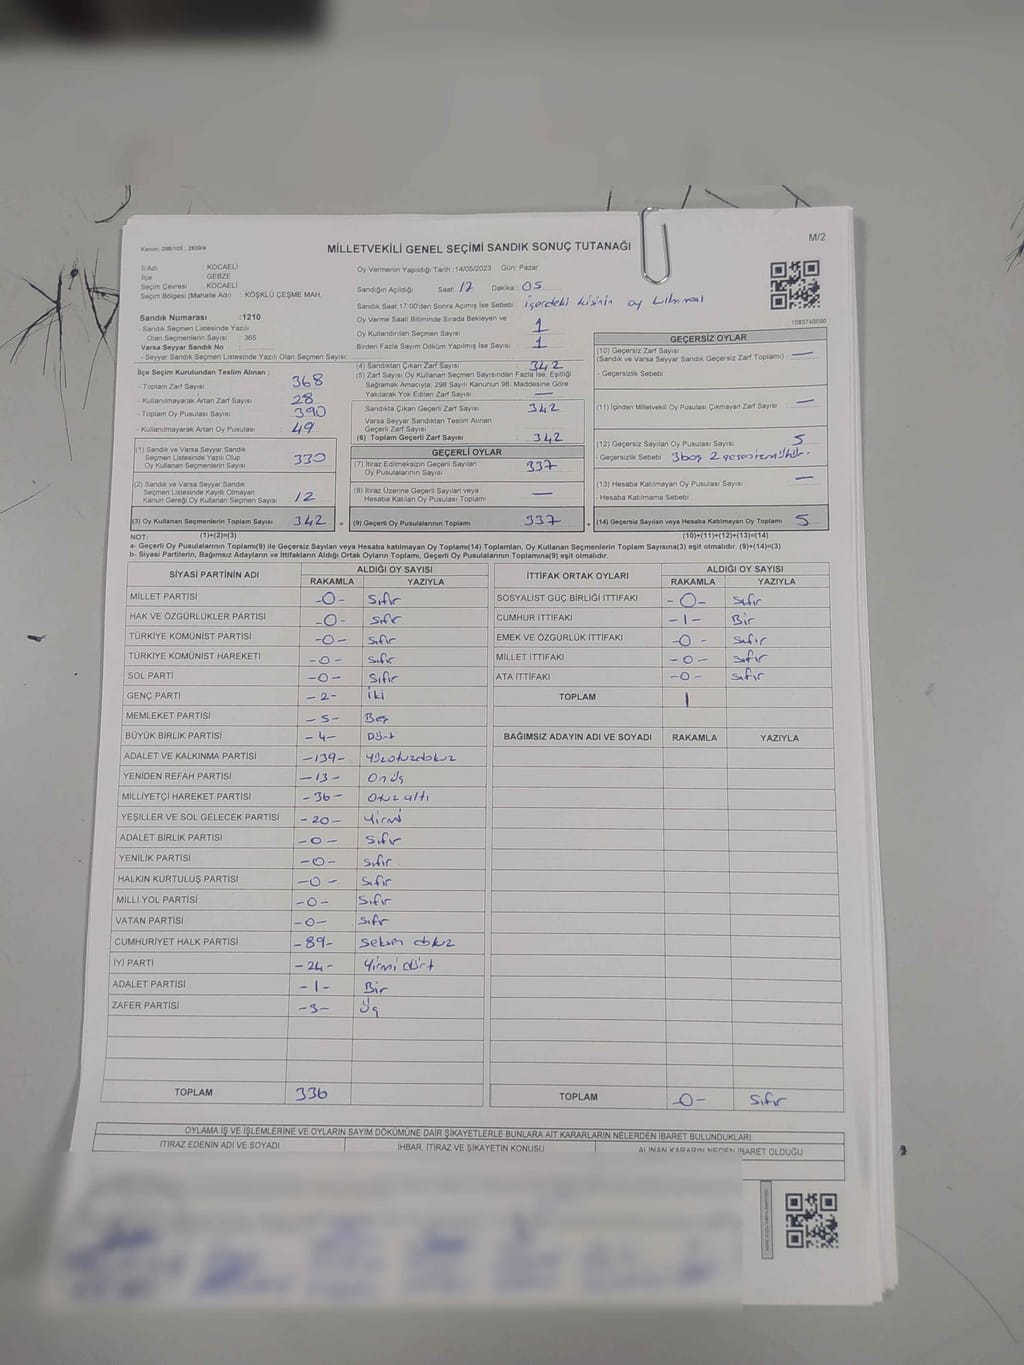 Kanun: 298/105 , 2839/4
MİLLETVEKİLİ GENEL SEÇİMİ SANDIK SONUÇ TUTANAĞI
M/2
İl Adı : KOCAELİ
İlçe : GEBZE
Seçim Çevresi : KOCAELİ
Seçim Bölgesi (Mahalle Adı) : KÖŞKLÜ ÇEŞME MAH.
Oy Vermenin Yapıldığı Tarih :14/05/2023 Gün: Pazar
Sandığın Açıldığı Saat 17 Dakika : 05
Sandık Saat 17:00'den Sonra Açımış İse Sebebi : içerdeki kişinin oy
Oy Verme Saati Bitiminde Sırada Bekleyen ve
Oy Kullandırılan Seçmen Sayısı : 1
Birden Fazla Sayım Döküm Yapılmış İse Sayısı : 1
1083740090
Sandık Numarası :1210
- Sandık Seçmen Listesinde Yazılı
Olan Seçmenlerin Sayısı 365
Varsa Seyyar Sandık No :
- Seyyar Sandık Seçmen Listesinde Yazılı Olan Seçmen Sayısı:
İlçe Seçim Kurulundan Teslim Alınan ;
- Toplam Zarf Sayısı : 368
- Kullanılmayarak Artan Zarf Sayısı : 28
- Toplam Oy Pusulası Sayısı : 390
- Kullanılmayarak Artan Oy Pusulası : 49
(1) Sandık ve Varsa Seyyar Sandık
Seçmen Listesinde Yazılı Olup
Oy Kullanan Seçmenlerin Sayısı : 330
(2) Sandık ve Varsa Seyyar Sandık
Seçmen Listesinde Kayıtlı Olmayan
Kanun Gereği Oy Kullanan Seçmen Sayısı : 12
(3) Oy Kullanan Seçmenlerin Toplam Sayısı : 342
(4) Sandıktan Çıkan Zarf Sayısı : 342
(5) Zarf Sayısı Oy Kullanan Seçmen Sayısından Fazla İse, Eşitliği
Sağlamak Amacıyla; 298 Sayılı Kanunun 98. Maddesine Göre
Yakılarak Yok Edilen Zarf Sayısı : —
Sandıkta Çıkan Geçerli Zarf Sayısı : 342
Varsa Seyyar Sandıktan Teslim Alınan
Geçerli Zarf Sayısı :
(6) Toplam Geçerli Zarf Sayısı : 342
GEÇERLİ OYLAR
(7) İtiraz Edilmeksizin Geçerli Sayılan
Oy Pusulalarının Sayısı : 337
(8) İtiraz Üzerine Geçerli Sayılan veya
Hesaba Katılan Oy Pusulası Toplamı : —
(9) Geçerli Oy Pusulalarının Toplamı : 337
GEÇERSİZ OYLAR
(10) Geçersiz Zarf Sayısı
(Sandık ve Varsa Seyyar Sandık Geçersiz Zarf Toplamı) : —
- Geçersizlik Sebebi
(11) İçinden Milletvekili Oy Pusulası Çıkmayan Zarf Sayısı : —
(12) Geçersiz Sayılan Oy Pusulası Sayısı : 5
- Geçersizlik Sebebi 3boş 2
(13) Hesaba Katılmayan Oy Pusulası Sayısı : —
- Hesaba Katılmama Sebebi
(14) Geçersiz Sayılan veya Hesaba Katılmayan Oy Toplamı : 5
NOT: (1)+(2)=(3) (10)+(11)+(12)+(13)=(14)
a- Geçerli Oy Pusulalarının Toplamı(9) ile Geçersiz Sayılan veya Hesaba katılmayan Oy Toplam(14) Toplamları, Oy Kullanan Seçmenlerin Toplam Sayısına(3) eşit olmalıdır. (9)+(14)=(3)
b- Siyasi Partilerin, Bağımsız Adayların ve İttifakların Aldığı Ortak Oyların Toplamı, Geçerli Oy Pusulalarının Toplamına(9) eşit olmalıdır.
SİYASİ PARTİNİN ADI ALDIĞI OY SAYISI
RAKAMLA YAZIYLA
MİLLET PARTİSİ -0- Sıfır
HAK VE ÖZGÜRLÜKLER PARTİSİ -0- Sıfır
TÜRKİYE KOMÜNİST PARTİSİ -0- Sıfır
TÜRKİYE KOMÜNİST HAREKETİ -0- Sıfır
SOL PARTİ -0- Sıfır
GENÇ PARTİ -2- İki
MEMLEKET PARTİSİ -5- Beş
BÜYÜK BİRLİK PARTİSİ -4- Dört
ADALET VE KALKINMA PARTİSİ -139- Yüzotuzdokuz
YENİDEN REFAH PARTİSİ -13- Onüç
MİLLİYETÇİ HAREKET PARTİSİ -36- Otuz altı
YEŞİLLER VE SOL GELECEK PARTİSİ -20- Yirmi
ADALET BİRLİK PARTİSİ -0- Sıfır
YENİLİK PARTİSİ -0- Sıfır
HALKIN KURTULUŞ PARTİSİ -0- Sıfır
MİLLİ YOL PARTİSİ -0- Sıfır
VATAN PARTİSİ -0- Sıfır
CUMHURİYET HALK PARTİSİ -89- Seksen dokuz
İYİ PARTİ -24- Yirmi dört
ADALET PARTİSİ -1- Bir
ZAFER PARTİSİ -3- Üç
TOPLAM 336
İTTİFAK ORTAK OYLARI ALDIĞI OY SAYISI
RAKAMLA YAZIYLA
SOSYALİST GÜÇ BİRLİĞİ İTTİFAKI -0- Sıfır
CUMHUR İTTİFAKI -1- Bir
EMEK VE ÖZGÜRLÜK İTTİFAKI -0- Sıfır
MİLLET İTTİFAKI -0- Sıfır
ATA İTTİFAKI -0- Sıfır
TOPLAM 1
BAĞIMSIZ ADAYIN ADI VE SOYADI RAKAMLA YAZIYLA
TOPLAM -0- Sıfır
OYLAMA İŞ VE İŞLEMLERİNE VE OYLARIN SAYIM DÖKÜMÜNE DAİR ŞİKAYETLERLE BUNLARA AİT KARARLARIN NELERDEN İBARET BULUNDUKLARI
İTİRAZ EDENİN ADI VE SOYADI İHBAR, İTİRAZ VE ŞİKAYETİN KONUSU ALINAN KARARIN NEDEN İBARET OLDUĞU